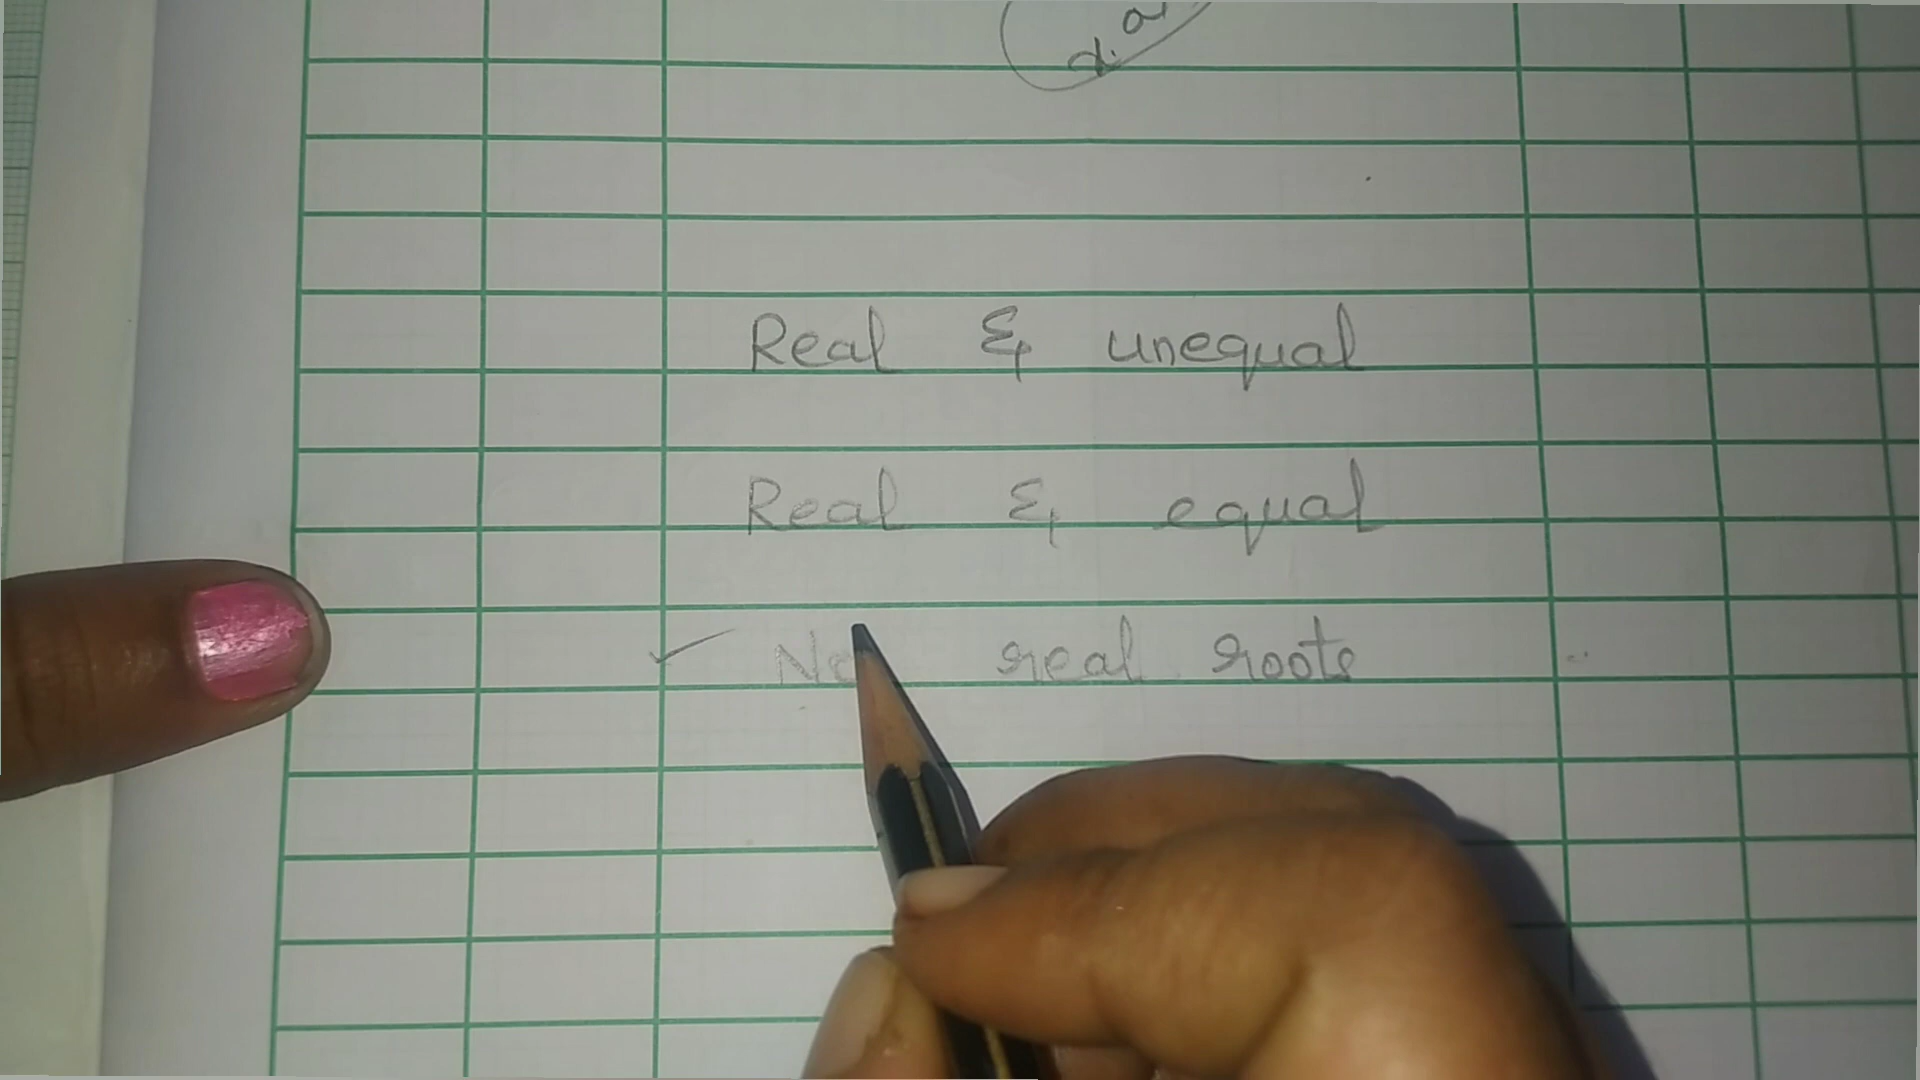 Real & unequal
Real & equal
✓ No real roots